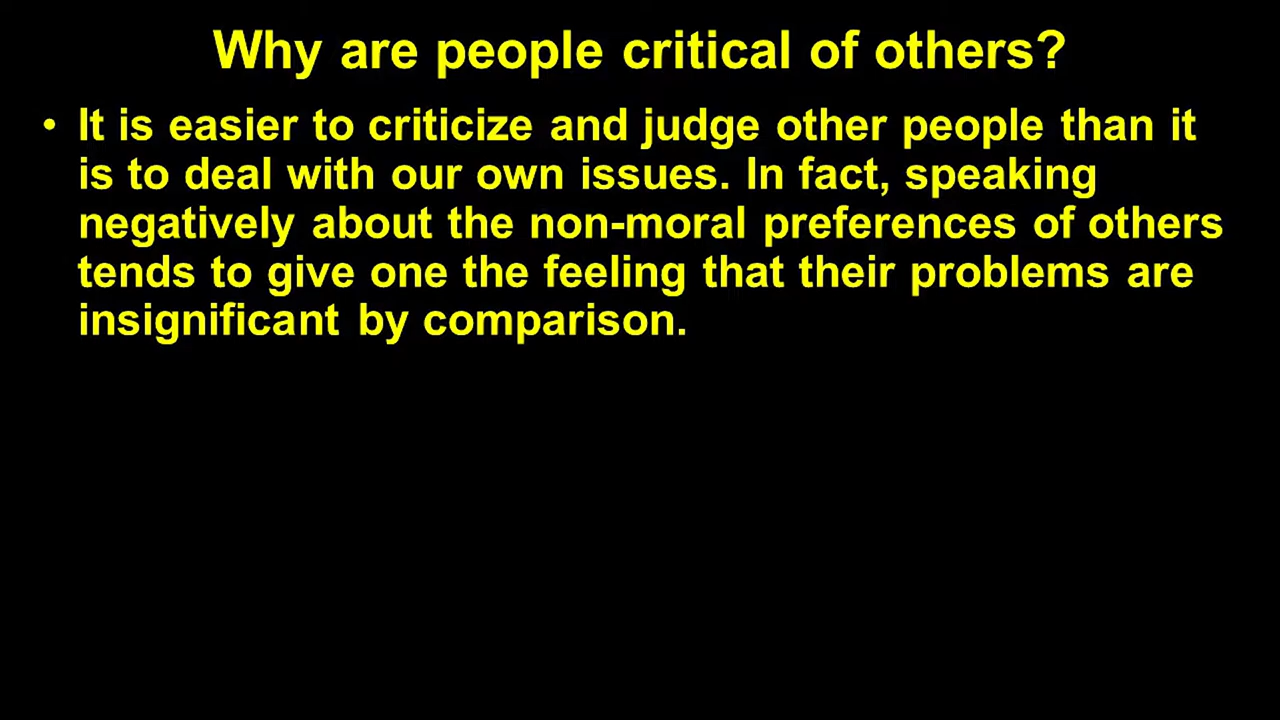 Why are people critical of others?
• It is easier to criticize and judge other people than it
is to deal with our own issues. In fact, speaking
negatively about the non-moral preferences of others
tends to give one the feeling that their problems are
insignificant by comparison.